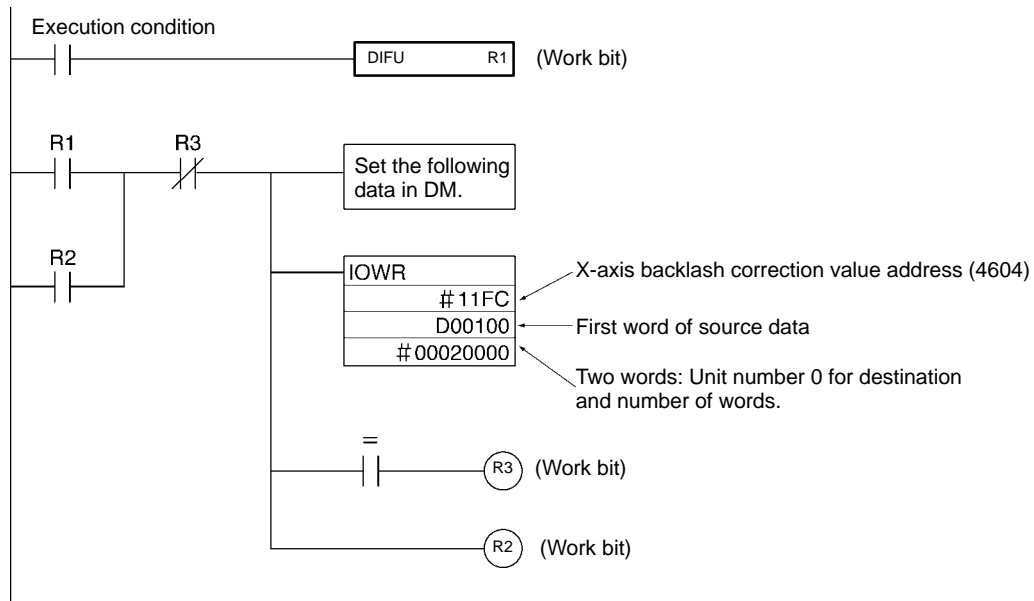 Execution condition
DIFU R1 (Work bit)
R1 R3
Set the following
data in DM.
R2
IOWR
#11FC
D00100
#00020000
X-axis backlash correction value address (4604)
First word of source data
Two words: Unit number 0 for destination
and number of words.
=
R3 (Work bit)
R2 (Work bit)